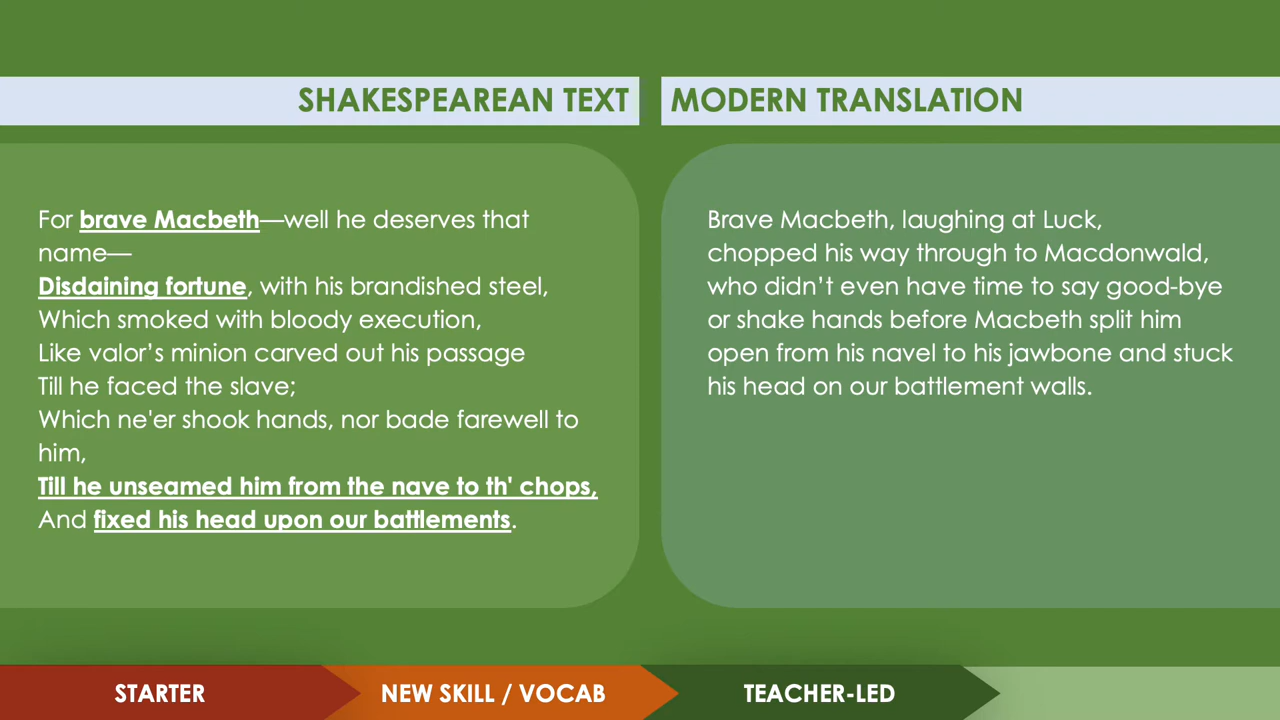 SHAKESPEAREAN TEXT
MODERN TRANSLATION
For brave Macbeth—well he deserves that
name—
Disdaining fortune, with his brandished steel,
Which smoked with bloody execution,
Like valor’s minion carved out his passage
Till he faced the slave;
Which ne'er shook hands, nor bade farewell to
him,
Till he unseamed him from the nave to th' chops,
And fixed his head upon our battlements.
Brave Macbeth, laughing at Luck,
chopped his way through to Macdonwald,
who didn’t even have time to say good-bye
or shake hands before Macbeth split him
open from his navel to his jawbone and stuck
his head on our battlement walls.
STARTER
NEW SKILL / VOCAB
TEACHER-LED